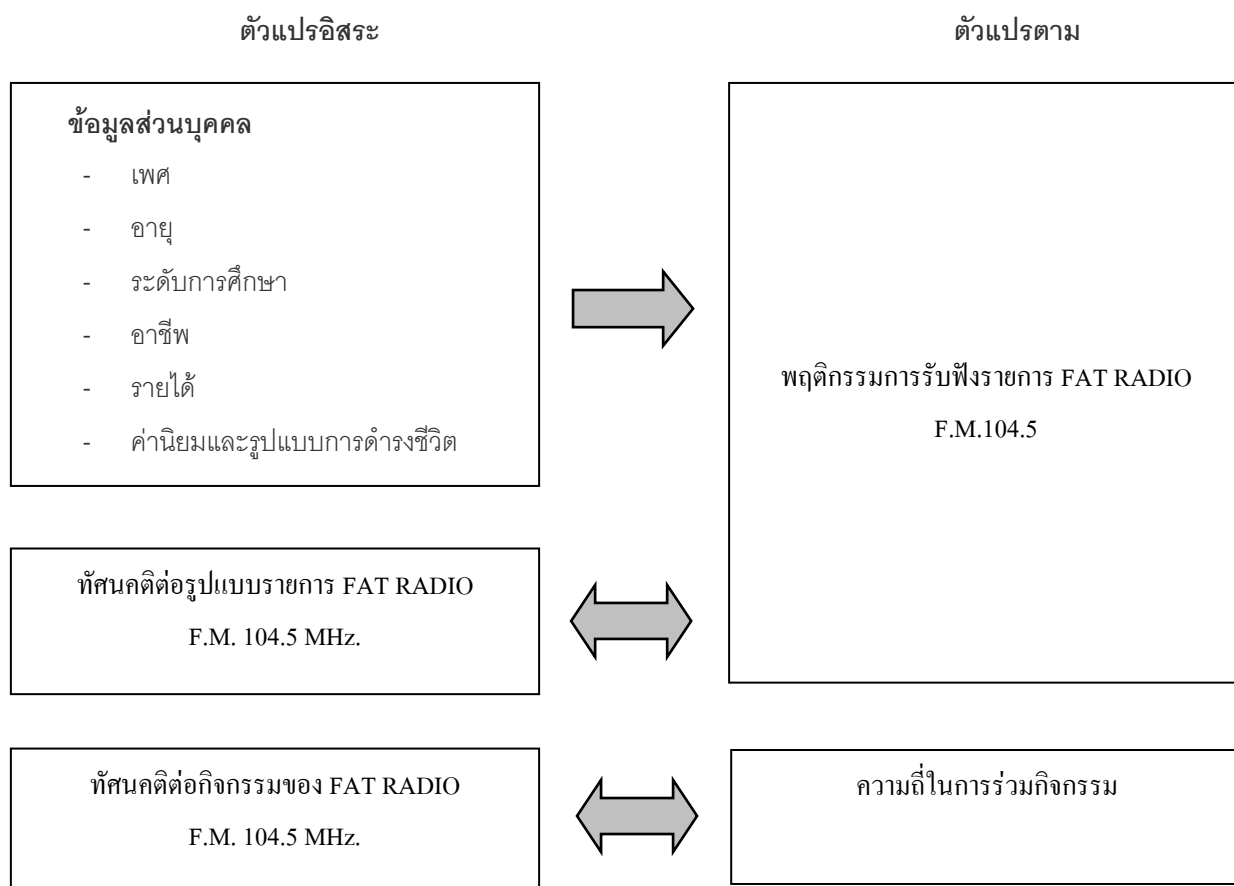 ตัวแปรอิสระ
ตัวแปรตาม
ข้อมูลส่วนบุคคล
- เพศ
- อายุ
- ระดับการศึกษา
- อาชีพ
- รายได้
- ค่านิยมและรูปแบบการดำรงชีวิต
พฤติกรรมการรับฟังรายการ FAT RADIO
F.M.104.5
ทัศนคติต่อรูปแบบรายการ FAT RADIO
F.M. 104.5 MHz.
ทัศนคติต่อกิจกรรมของ FAT RADIO
F.M. 104.5 MHz.
ความถี่ในการร่วมกิจกรรม